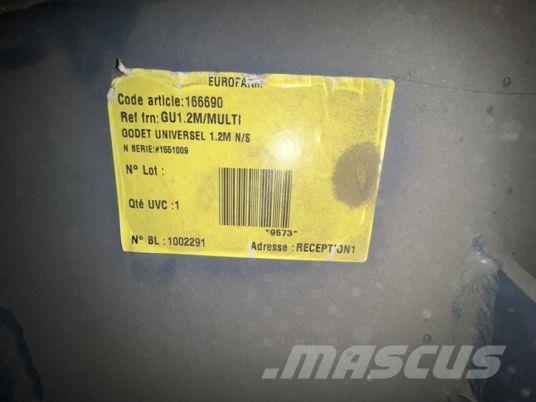 EUROFARM
Code article:166690
Ref frn:GU1.2M/MULTI
GODET UNIVERSEL 1.2M N/S
N SERIE:#1551009
N° Lot :
Qté UVC :1
"9573"
N° BL :1002291
Adresse :RECEPTION1
MASCUS